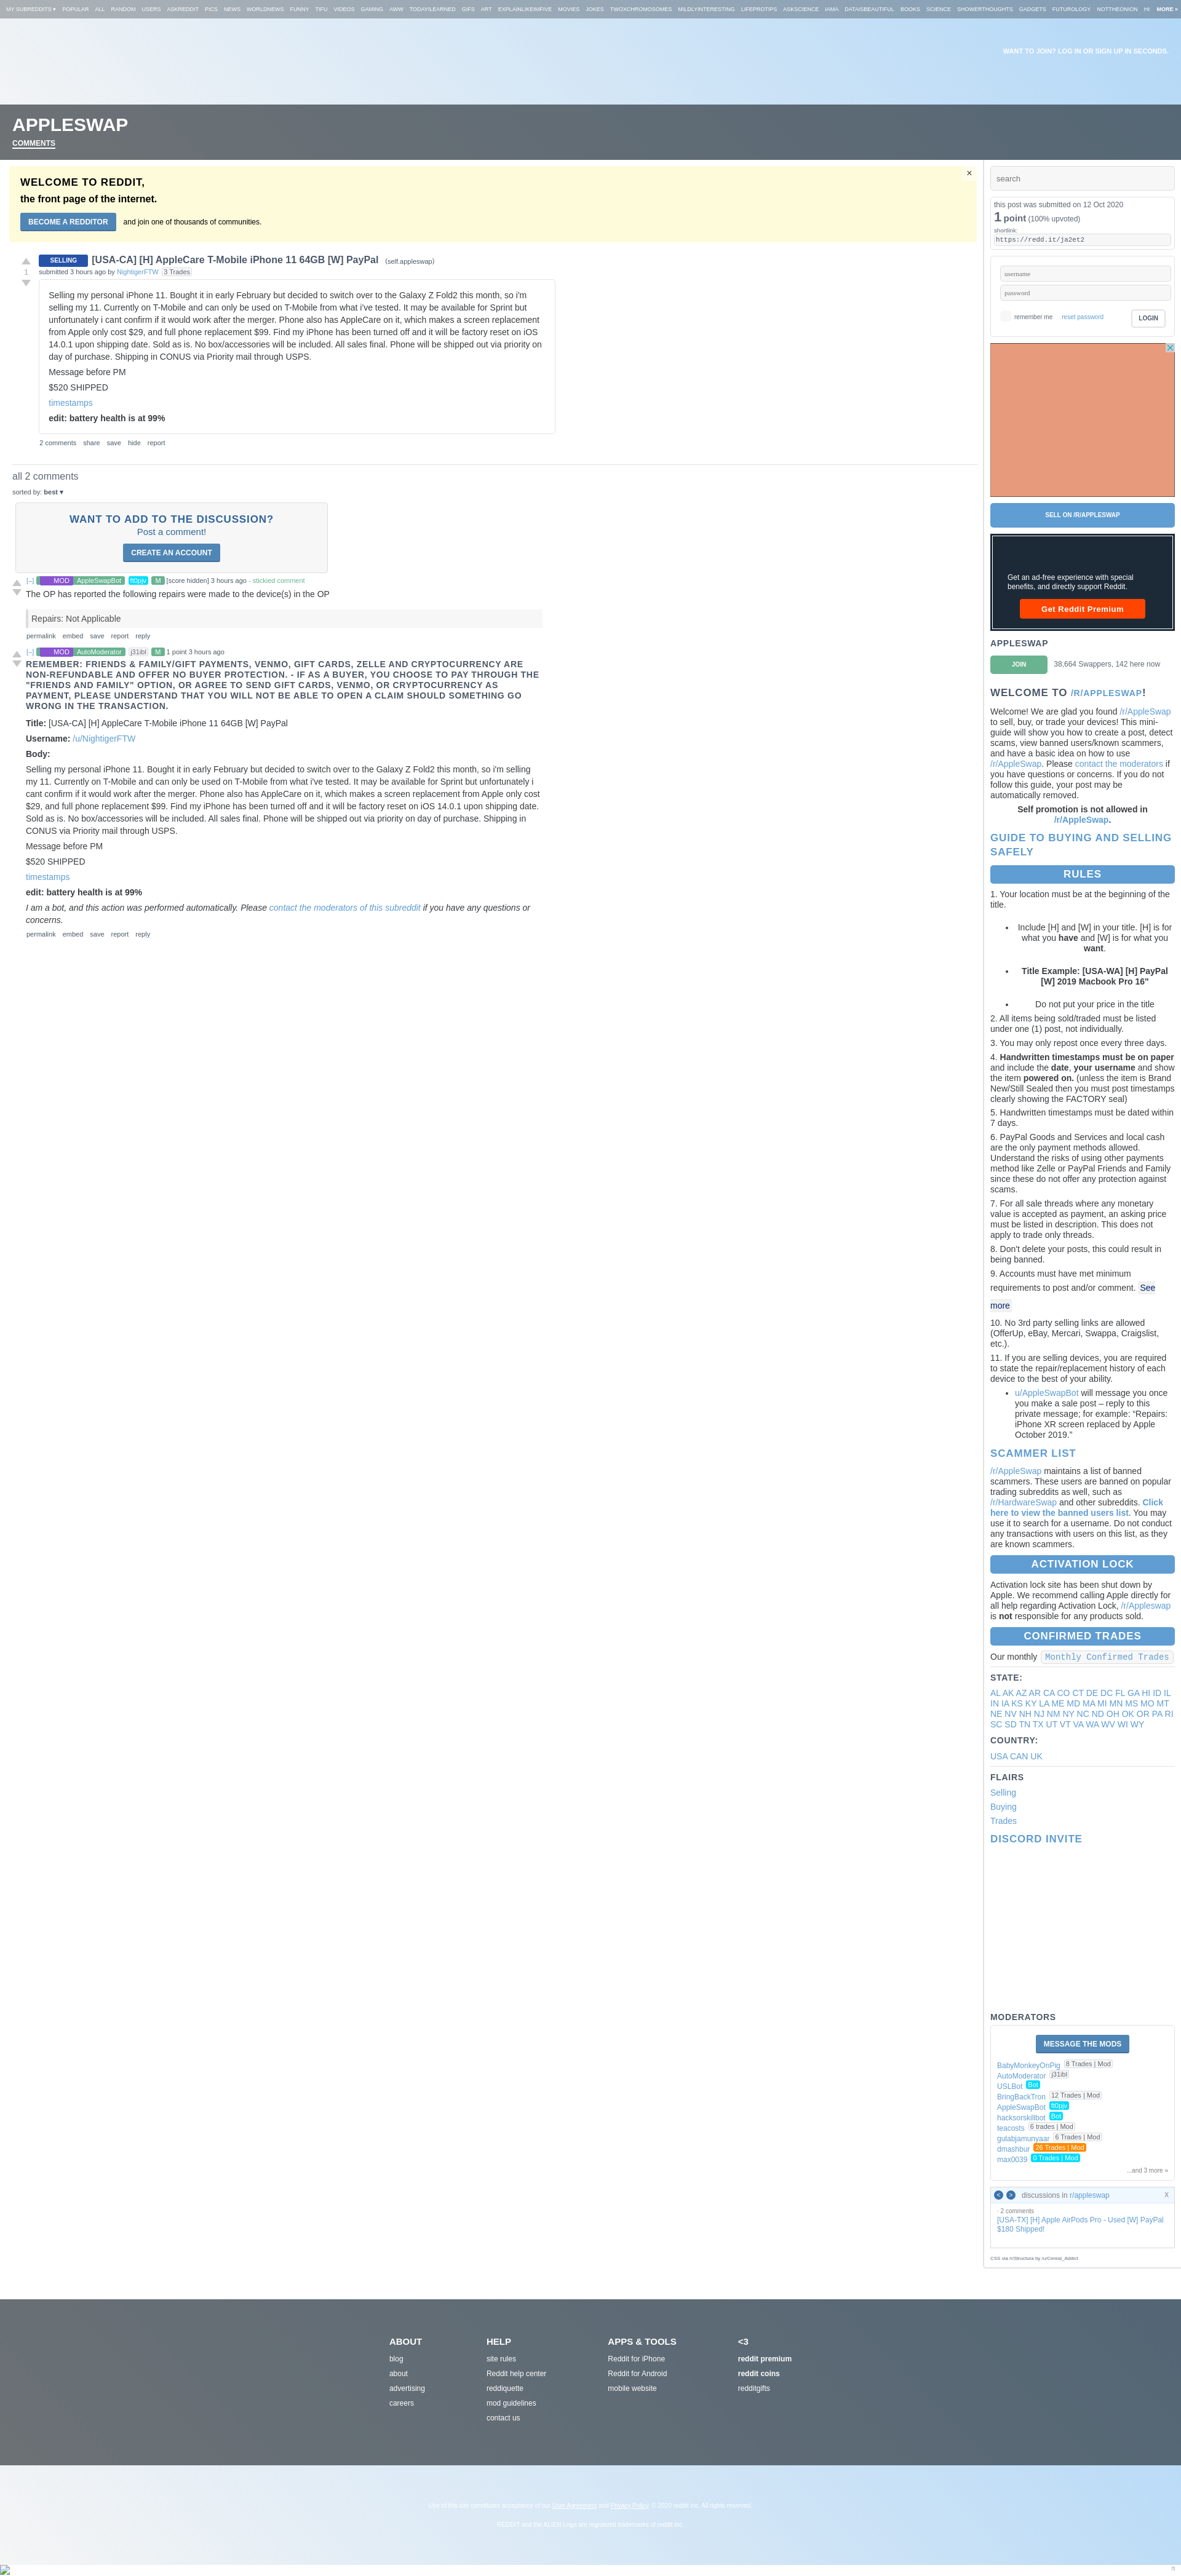 MY SUBREDDITS ▾ POPULAR ALL RANDOM USERS ASKREDDIT PICS NEWS WORLDNEWS FUNNY TIFU VIDEOS GAMING AWW TODAYILEARNED GIFS ART EXPLAINLIKEIMFIVE MOVIES JOKES TWOXCHROMOSOMES MILDLYINTERESTING LIFEPROTIPS ASKSCIENCE IAMA DATAISBEAUTIFUL BOOKS SCIENCE SHOWERTHOUGHTS GADGETS FUTUROLOGY NOTTHEONION HI MORE »
WANT TO JOIN? LOG IN OR SIGN UP IN SECONDS.
APPLESWAP
COMMENTS
WELCOME TO REDDIT,
the front page of the internet.
BECOME A REDDITOR and join one of thousands of communities.
×
1
SELLING [USA-CA] [H] AppleCare T-Mobile iPhone 11 64GB [W] PayPal (self.appleswap)
submitted 3 hours ago by NightigerFTW 3 Trades
Selling my personal iPhone 11. Bought it in early February but decided to switch over to the Galaxy Z Fold2 this month, so i'm
selling my 11. Currently on T-Mobile and can only be used on T-Mobile from what i've tested. It may be available for Sprint but
unfortunately i cant confirm if it would work after the merger. Phone also has AppleCare on it, which makes a screen replacement
from Apple only cost $29, and full phone replacement $99. Find my iPhone has been turned off and it will be factory reset on iOS
14.0.1 upon shipping date. Sold as is. No box/accessories will be included. All sales final. Phone will be shipped out via priority on
day of purchase. Shipping in CONUS via Priority mail through USPS.
Message before PM
$520 SHIPPED
timestamps
edit: battery health is at 99%
2 comments share save hide report
all 2 comments
sorted by: best ▾
WANT TO ADD TO THE DISCUSSION?
Post a comment!
CREATE AN ACCOUNT
[–] MOD AppleSwapBot ft0pjv M [score hidden] 3 hours ago - stickied comment
The OP has reported the following repairs were made to the device(s) in the OP
Repairs: Not Applicable
permalink embed save report reply
[–] MOD AutoModerator j31ibl M 1 point 3 hours ago
REMEMBER: FRIENDS & FAMILY/GIFT PAYMENTS, VENMO, GIFT CARDS, ZELLE AND CRYPTOCURRENCY ARE
NON-REFUNDABLE AND OFFER NO BUYER PROTECTION. - IF AS A BUYER, YOU CHOOSE TO PAY THROUGH THE
"FRIENDS AND FAMILY" OPTION, OR AGREE TO SEND GIFT CARDS, VENMO, OR CRYPTOCURRENCY AS
PAYMENT, PLEASE UNDERSTAND THAT YOU WILL NOT BE ABLE TO OPEN A CLAIM SHOULD SOMETHING GO
WRONG IN THE TRANSACTION.
Title: [USA-CA] [H] AppleCare T-Mobile iPhone 11 64GB [W] PayPal
Username: /u/NightigerFTW
Body:
Selling my personal iPhone 11. Bought it in early February but decided to switch over to the Galaxy Z Fold2 this month, so i'm selling
my 11. Currently on T-Mobile and can only be used on T-Mobile from what i've tested. It may be available for Sprint but unfortunately i
cant confirm if it would work after the merger. Phone also has AppleCare on it, which makes a screen replacement from Apple only cost
$29, and full phone replacement $99. Find my iPhone has been turned off and it will be factory reset on iOS 14.0.1 upon shipping date.
Sold as is. No box/accessories will be included. All sales final. Phone will be shipped out via priority on day of purchase. Shipping in
CONUS via Priority mail through USPS.
Message before PM
$520 SHIPPED
timestamps
edit: battery health is at 99%
I am a bot, and this action was performed automatically. Please contact the moderators of this subreddit if you have any questions or
concerns.
permalink embed save report reply
search
this post was submitted on 12 Oct 2020
1 point (100% upvoted)
shortlink:
https://redd.it/ja2et2
username
password
remember me reset password LOGIN
SELL ON /R/APPLESWAP
Get an ad-free experience with special
benefits, and directly support Reddit.
Get Reddit Premium
APPLESWAP
JOIN 38,664 Swappers, 142 here now
WELCOME TO /R/APPLESWAP!
Welcome! We are glad you found /r/AppleSwap
to sell, buy, or trade your devices! This mini-
guide will show you how to create a post, detect
scams, view banned users/known scammers,
and have a basic idea on how to use
/r/AppleSwap. Please contact the moderators if
you have questions or concerns. If you do not
follow this guide, your post may be
automatically removed.
Self promotion is not allowed in
/r/AppleSwap.
GUIDE TO BUYING AND SELLING
SAFELY
RULES
1. Your location must be at the beginning of the
title.
• Include [H] and [W] in your title. [H] is for
what you have and [W] is for what you
want.
• Title Example: [USA-WA] [H] PayPal
[W] 2019 Macbook Pro 16"
• Do not put your price in the title
2. All items being sold/traded must be listed
under one (1) post, not individually.
3. You may only repost once every three days.
4. Handwritten timestamps must be on paper
and include the date, your username and show
the item powered on. (unless the item is Brand
New/Still Sealed then you must post timestamps
clearly showing the FACTORY seal)
5. Handwritten timestamps must be dated within
7 days.
6. PayPal Goods and Services and local cash
are the only payment methods allowed.
Understand the risks of using other payments
method like Zelle or PayPal Friends and Family
since these do not offer any protection against
scams.
7. For all sale threads where any monetary
value is accepted as payment, an asking price
must be listed in description. This does not
apply to trade only threads.
8. Don't delete your posts, this could result in
being banned.
9. Accounts must have met minimum
requirements to post and/or comment. See
more
10. No 3rd party selling links are allowed
(OfferUp, eBay, Mercari, Swappa, Craigslist,
etc.).
11. If you are selling devices, you are required
to state the repair/replacement history of each
device to the best of your ability.
• u/AppleSwapBot will message you once
you make a sale post – reply to this
private message; for example: “Repairs:
iPhone XR screen replaced by Apple
October 2019.”
SCAMMER LIST
/r/AppleSwap maintains a list of banned
scammers. These users are banned on popular
trading subreddits as well, such as
/r/HardwareSwap and other subreddits. Click
here to view the banned users list. You may
use it to search for a username. Do not conduct
any transactions with users on this list, as they
are known scammers.
ACTIVATION LOCK
Activation lock site has been shut down by
Apple. We recommend calling Apple directly for
all help regarding Activation Lock, /r/Appleswap
is not responsible for any products sold.
CONFIRMED TRADES
Our monthly Monthly Confirmed Trades
STATE:
AL AK AZ AR CA CO CT DE DC FL GA HI ID IL
IN IA KS KY LA ME MD MA MI MN MS MO MT
NE NV NH NJ NM NY NC ND OH OK OR PA RI
SC SD TN TX UT VT VA WA WV WI WY
COUNTRY:
USA CAN UK
FLAIRS
Selling
Buying
Trades
DISCORD INVITE
MODERATORS
MESSAGE THE MODS
BabyMonkeyOnPig 8 Trades | Mod
AutoModerator j31ibl
USLBot Bot
BringBackTron 12 Trades | Mod
AppleSwapBot ft0pjv
hacksorskillbot Bot
teacosts 6 trades | Mod
gulabjamunyaar 6 Trades | Mod
dmashbur 26 Trades | Mod
max0039 0 Trades | Mod
...and 3 more »
< > discussions in r/appleswap X
· 2 comments
[USA-TX] [H] Apple AirPods Pro - Used [W] PayPal
$180 Shipped!
CSS via /r/Structura by /u/Cereal_Addict
ABOUT
blog
about
advertising
careers
HELP
site rules
Reddit help center
reddiquette
mod guidelines
contact us
APPS & TOOLS
Reddit for iPhone
Reddit for Android
mobile website
<3
reddit premium
reddit coins
redditgifts
Use of this site constitutes acceptance of our User Agreement and Privacy Policy. © 2020 reddit inc. All rights reserved.
REDDIT and the ALIEN Logo are registered trademarks of reddit inc.
π